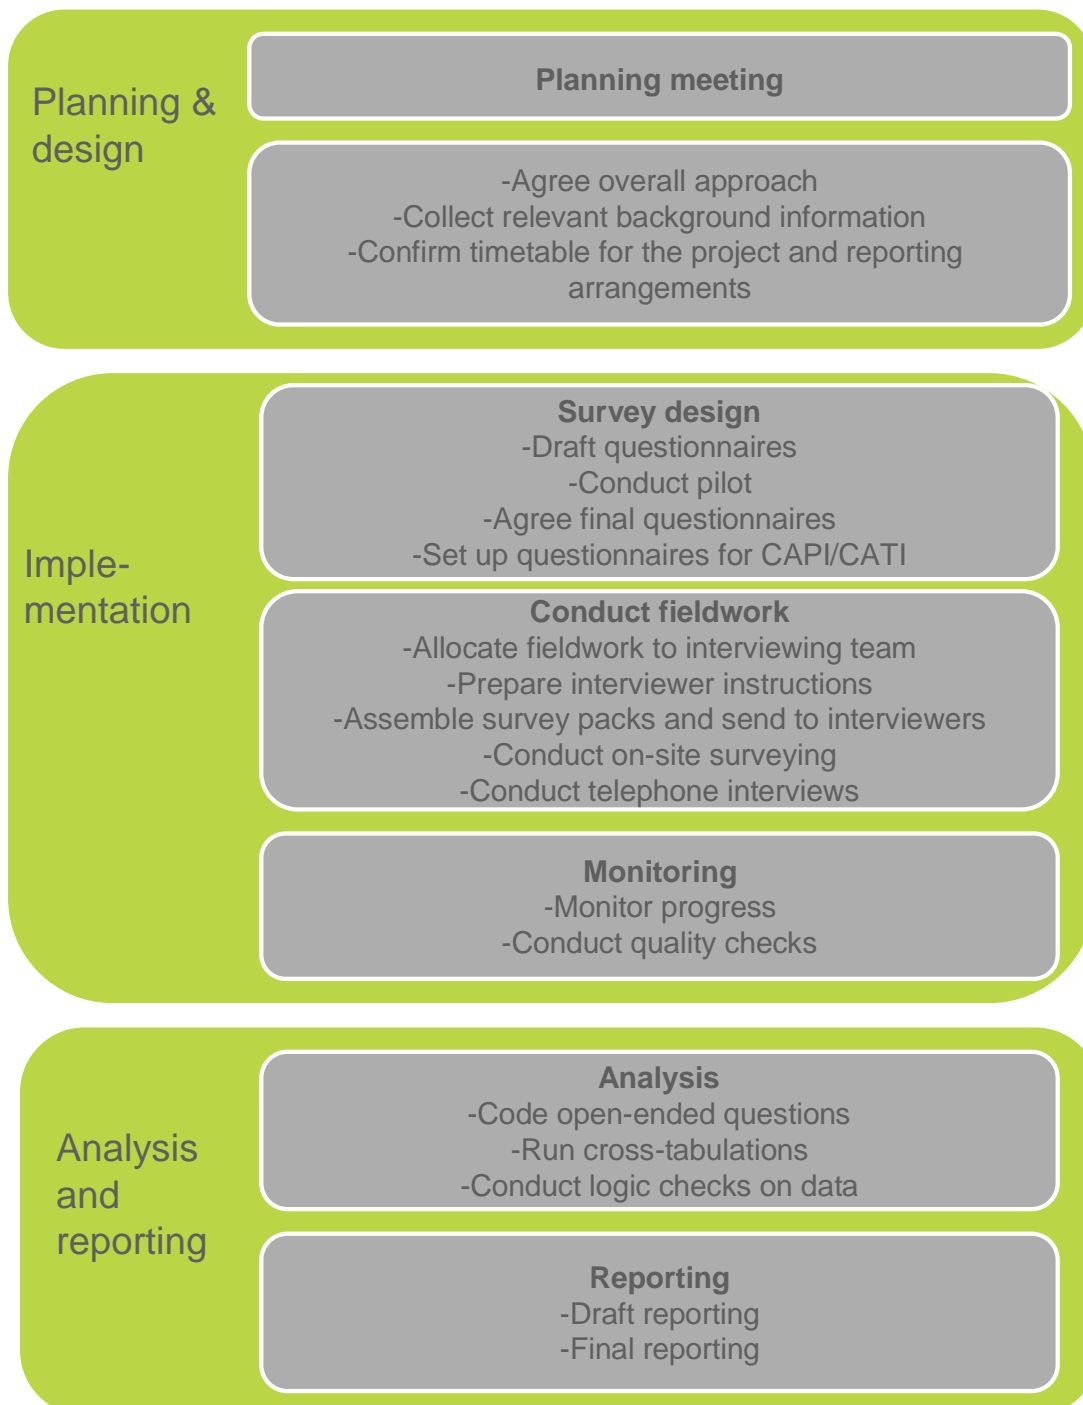 Planning &
design
Planning meeting
-Agree overall approach
-Collect relevant background information
-Confirm timetable for the project and reporting
arrangements
Imple-
mentation
Survey design
-Draft questionnaires
-Conduct pilot
-Agree final questionnaires
-Set up questionnaires for CAPI/CATI
Conduct fieldwork
-Allocate fieldwork to interviewing team
-Prepare interviewer instructions
-Assemble survey packs and send to interviewers
-Conduct on-site surveying
-Conduct telephone interviews
Monitoring
-Monitor progress
-Conduct quality checks
Analysis
and
reporting
Analysis
-Code open-ended questions
-Run cross-tabulations
-Conduct logic checks on data
Reporting
-Draft reporting
-Final reporting